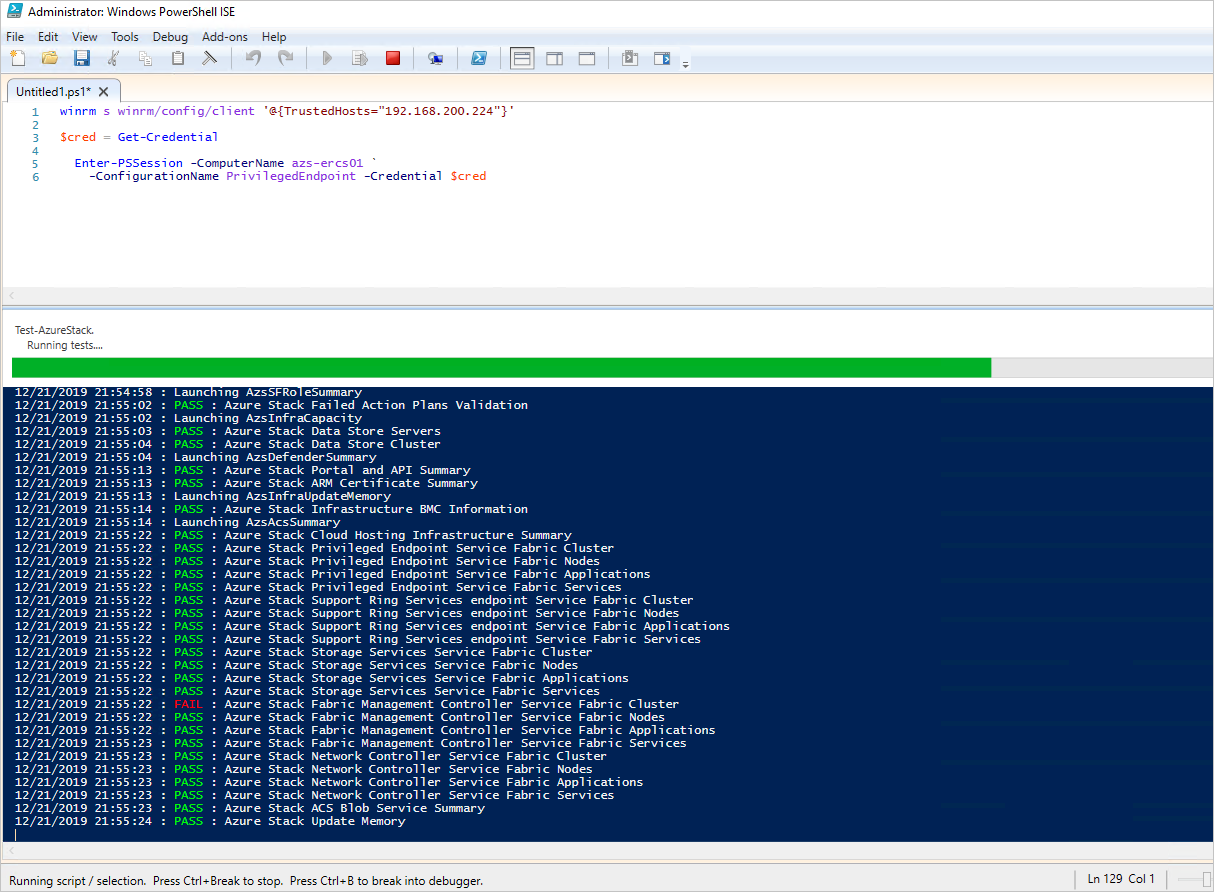 Administrator: Windows PowerShell ISE
File Edit View Tools Debug Add-ons Help
Untitled1.ps1* X
1 winrm s winrm/config/client '@{TrustedHosts="192.168.200.224"}'
2
3 $cred = Get-Credential
4
5 Enter-PSSession -ComputerName azs-ercs01 `
6 -ConfigurationName PrivilegedEndpoint -Credential $cred
Test-AzureStack.
Running tests....
12/21/2019 21:54:58 : Launching AzsSFRoleSummary
12/21/2019 21:55:02 : PASS : Azure Stack Failed Action Plans Validation
12/21/2019 21:55:02 : Launching AzsInfraCapacity
12/21/2019 21:55:03 : PASS : Azure Stack Data Store Servers
12/21/2019 21:55:04 : PASS : Azure Stack Data Store Cluster
12/21/2019 21:55:04 : Launching AzsDefenderSummary
12/21/2019 21:55:13 : PASS : Azure Stack Portal and API Summary
12/21/2019 21:55:13 : PASS : Azure Stack ARM Certificate Summary
12/21/2019 21:55:13 : Launching AzsInfraUpdateMemory
12/21/2019 21:55:14 : PASS : Azure Stack Infrastructure BMC Information
12/21/2019 21:55:14 : Launching AzsAcsSummary
12/21/2019 21:55:22 : PASS : Azure Stack Cloud Hosting Infrastructure Summary
12/21/2019 21:55:22 : PASS : Azure Stack Privileged Endpoint Service Fabric Cluster
12/21/2019 21:55:22 : PASS : Azure Stack Privileged Endpoint Service Fabric Nodes
12/21/2019 21:55:22 : PASS : Azure Stack Privileged Endpoint Service Fabric Applications
12/21/2019 21:55:22 : PASS : Azure Stack Privileged Endpoint Service Fabric Services
12/21/2019 21:55:22 : PASS : Azure Stack Support Ring Services endpoint Service Fabric Cluster
12/21/2019 21:55:22 : PASS : Azure Stack Support Ring Services endpoint Service Fabric Nodes
12/21/2019 21:55:22 : PASS : Azure Stack Support Ring Services endpoint Service Fabric Applications
12/21/2019 21:55:22 : PASS : Azure Stack Support Ring Services endpoint Service Fabric Services
12/21/2019 21:55:22 : PASS : Azure Stack Storage Services Service Fabric Cluster
12/21/2019 21:55:22 : PASS : Azure Stack Storage Services Service Fabric Nodes
12/21/2019 21:55:22 : PASS : Azure Stack Storage Services Service Fabric Applications
12/21/2019 21:55:22 : PASS : Azure Stack Storage Services Service Fabric Services
12/21/2019 21:55:22 : FAIL : Azure Stack Fabric Management Controller Service Fabric Cluster
12/21/2019 21:55:22 : PASS : Azure Stack Fabric Management Controller Service Fabric Nodes
12/21/2019 21:55:22 : PASS : Azure Stack Fabric Management Controller Service Fabric Applications
12/21/2019 21:55:23 : PASS : Azure Stack Fabric Management Controller Service Fabric Services
12/21/2019 21:55:23 : PASS : Azure Stack Network Controller Service Fabric Cluster
12/21/2019 21:55:23 : PASS : Azure Stack Network Controller Service Fabric Nodes
12/21/2019 21:55:23 : PASS : Azure Stack Network Controller Service Fabric Applications
12/21/2019 21:55:23 : PASS : Azure Stack Network Controller Service Fabric Services
12/21/2019 21:55:23 : PASS : Azure Stack ACS Blob Service Summary
12/21/2019 21:55:24 : PASS : Azure Stack Update Memory
Running script / selection. Press Ctrl+Break to stop. Press Ctrl+B to break into debugger. Ln 129 Col 1